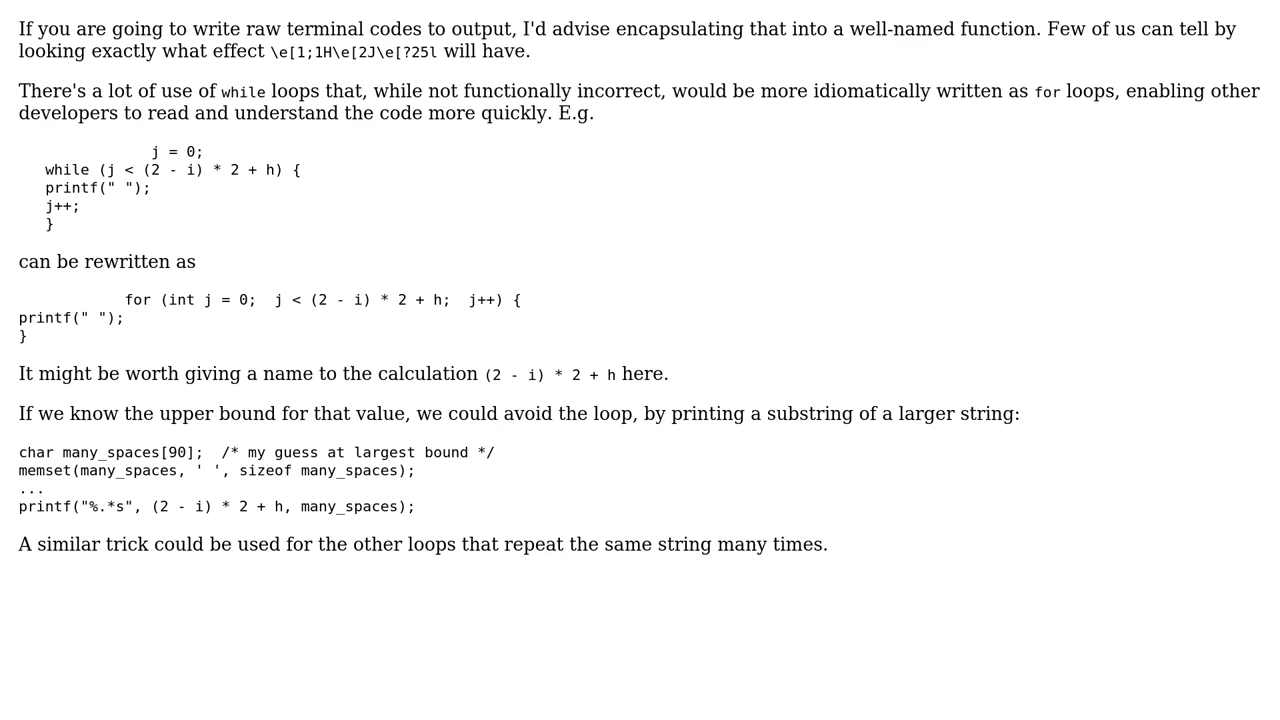 If you are going to write raw terminal codes to output, I'd advise encapsulating that into a well-named function. Few of us can tell by
looking exactly what effect \e[1;1H\e[2J\e[?25l will have.
There's a lot of use of while loops that, while not functionally incorrect, would be more idiomatically written as for loops, enabling other
developers to read and understand the code more quickly. E.g.
j = 0;
while (j < (2 - i) * 2 + h) {
printf(" ");
j++;
}
can be rewritten as
for (int j = 0;  j < (2 - i) * 2 + h;  j++) {
printf(" ");
}
It might be worth giving a name to the calculation (2 - i) * 2 + h here.
If we know the upper bound for that value, we could avoid the loop, by printing a substring of a larger string:
char many_spaces[90];  /* my guess at largest bound */
memset(many_spaces, ' ', sizeof many_spaces);
...
printf("%.*s", (2 - i) * 2 + h, many_spaces);
A similar trick could be used for the other loops that repeat the same string many times.